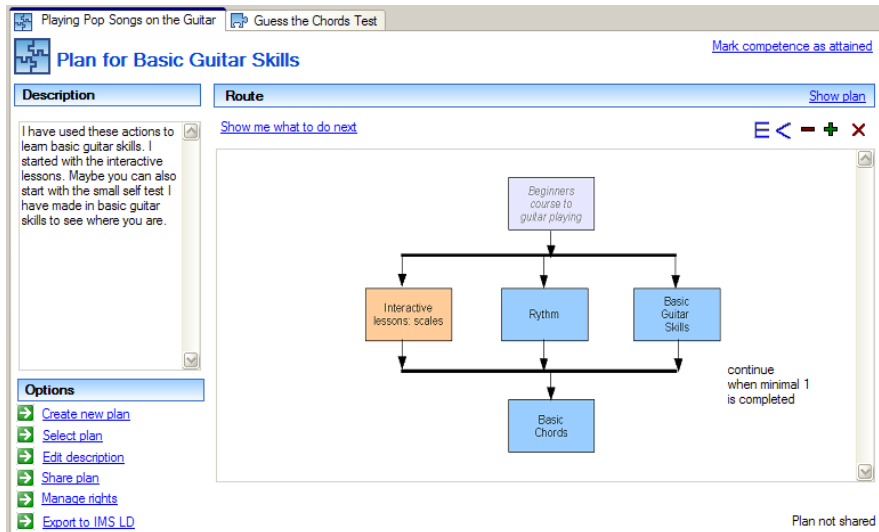 Playing Pop Songs on the Guitar
Guess the Chords Test
Plan for Basic Guitar Skills
Mark competence as attained
Description
Route
Show plan
I have used these actions to
learn basic guitar skills. I
started with the interactive
lessons. Maybe you can also
start with the small self test I
have made in basic guitar
skills to see where you are.
Show me what to do next
Beginners
course to
guitar playing
Interactive
lessons: scales
Rythm
Basic
Guitar
Skills
continue
when minimal 1
is completed
Basic
Chords
Options
Create new plan
Select plan
Edit description
Share plan
Manage rights
Export to IMS LD
Plan not shared